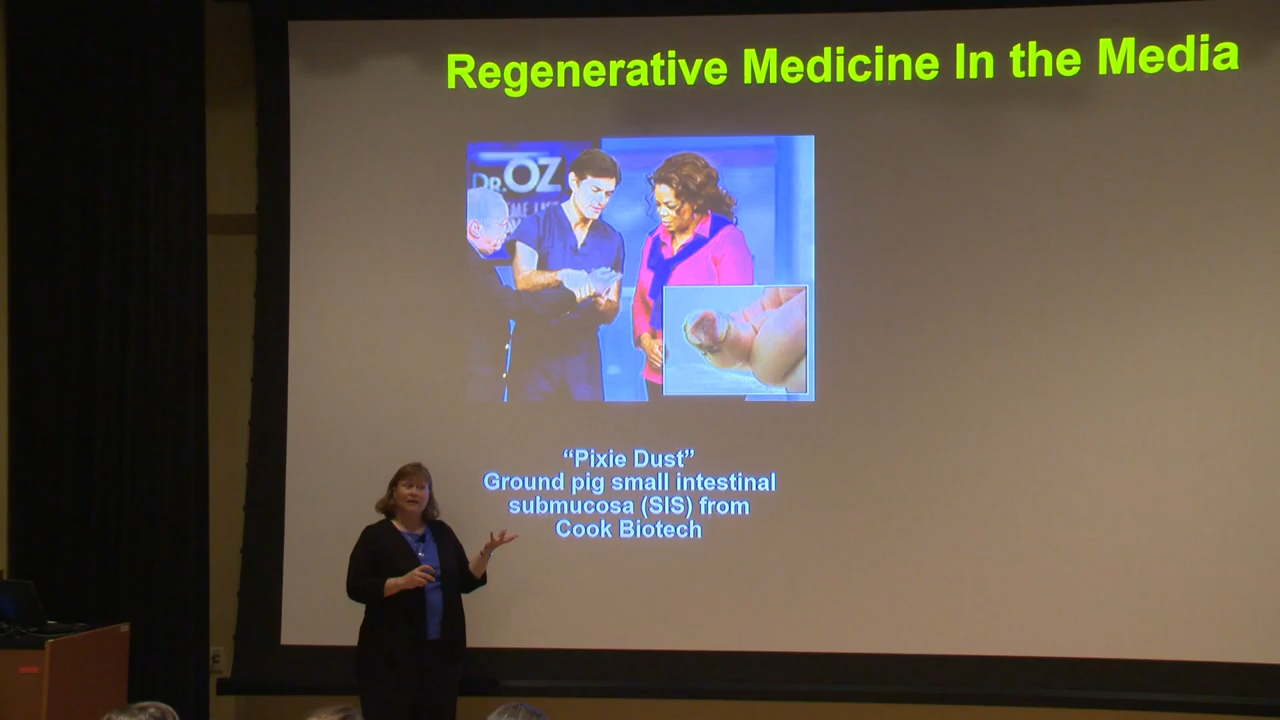 Regenerative Medicine In the Media
DR. OZ
“Pixie Dust”
Ground pig small intestinal
submucosa (SIS) from
Cook Biotech